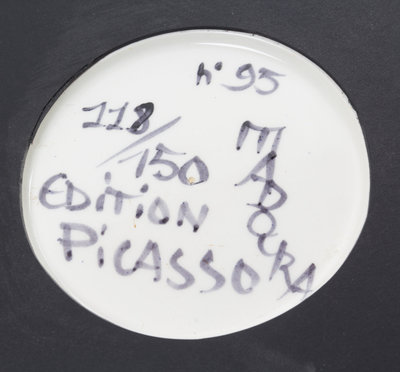 n° 95
118/150
EDITION
PICASSO
MADOURA